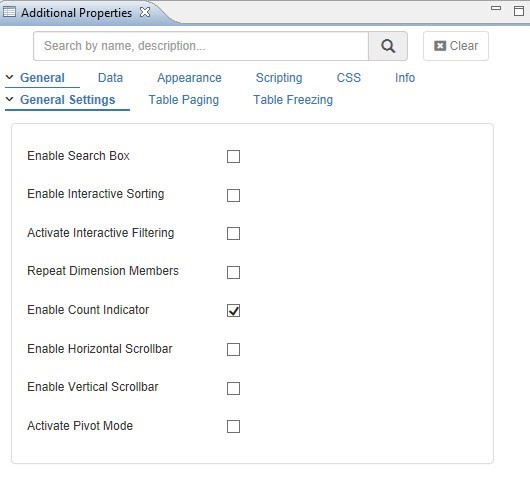 Additional Properties
Search by name, description... Clear
General Data Appearance Scripting CSS Info
General Settings Table Paging Table Freezing
Enable Search Box
Enable Interactive Sorting
Activate Interactive Filtering
Repeat Dimension Members
Enable Count Indicator
Enable Horizontal Scrollbar
Enable Vertical Scrollbar
Activate Pivot Mode